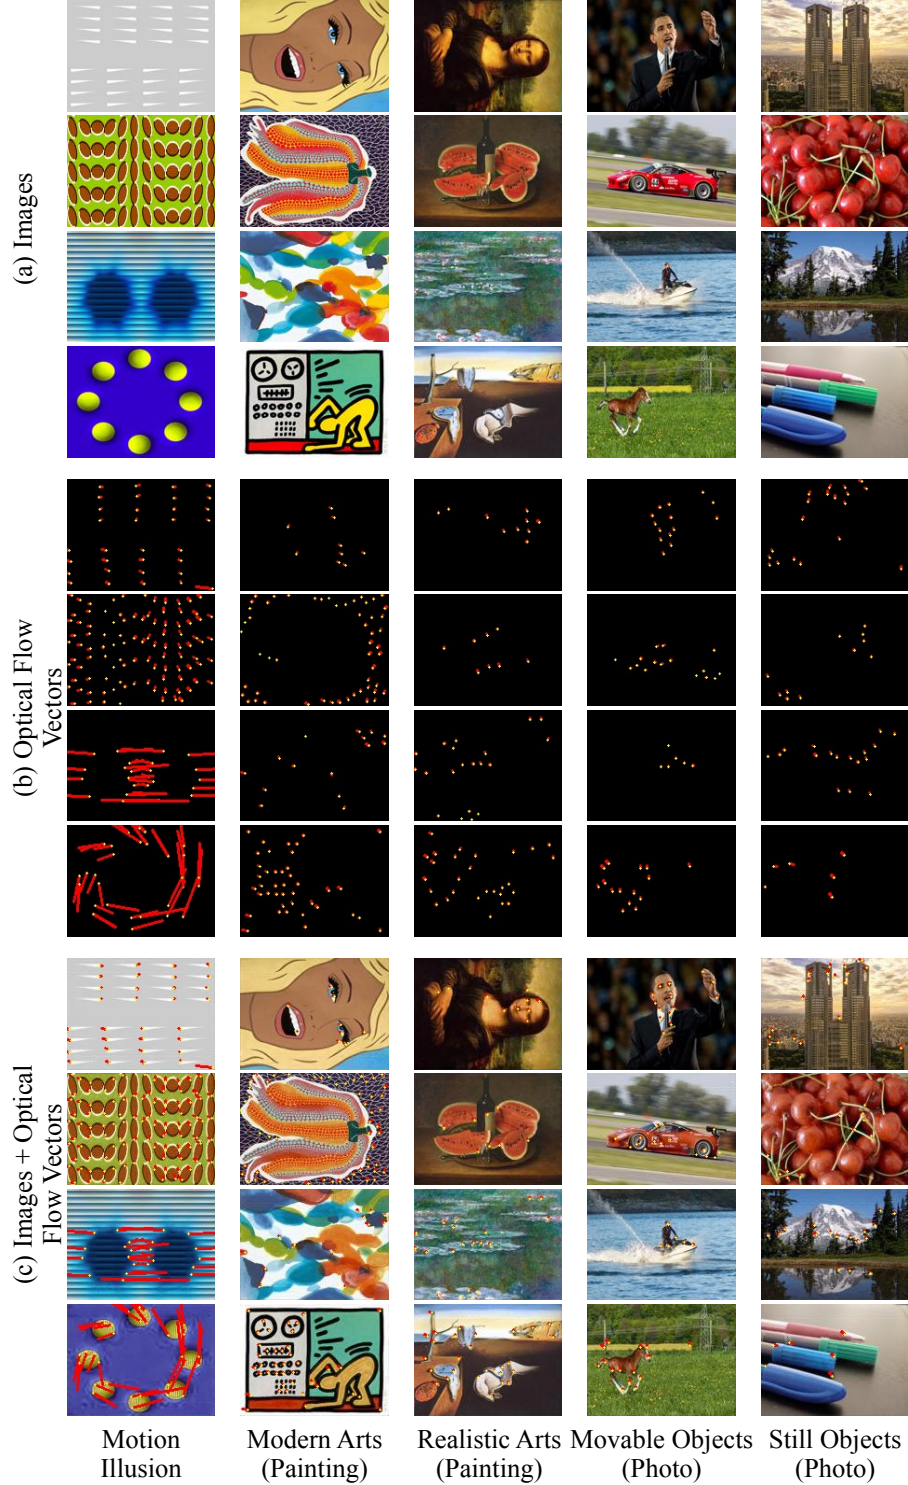 (a) Images
(b) Optical Flow
Vectors
(c) Images + Optical
Flow Vectors
Motion
Illusion
Modern Arts
(Painting)
Realistic Arts
(Painting)
Movable Objects
(Photo)
Still Objects
(Photo)